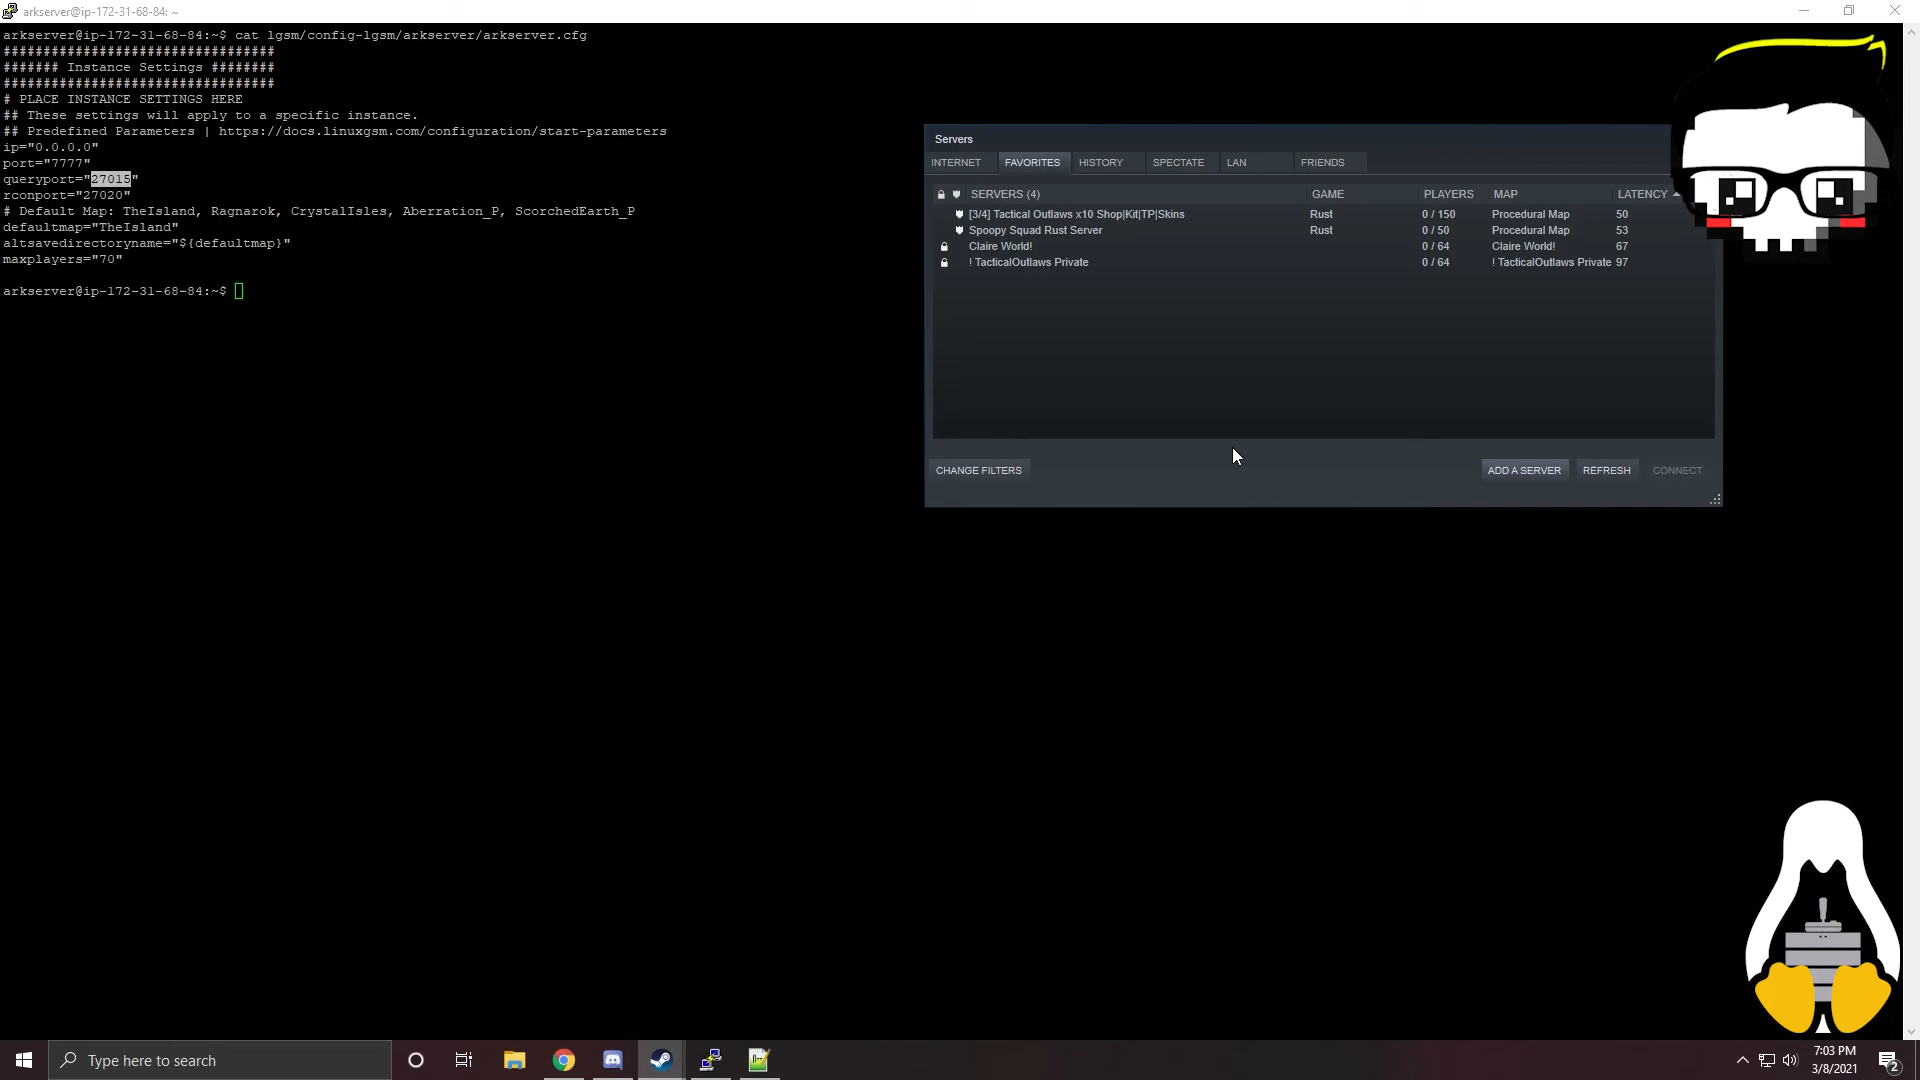 arkserver@ip-172-31-68-84: ~
arkserver@ip-172-31-68-84:~$ cat lgsm/config-lgsm/arkserver/arkserver.cfg
##################################
####### Instance Settings ########
##################################
# PLACE INSTANCE SETTINGS HERE
## These settings will apply to a specific instance.
## Predefined Parameters | https://docs.linuxgsm.com/configuration/start-parameters
ip="0.0.0.0"
port="7777"
queryport="27015"
rconport="27020"
# Default Map: TheIsland, Ragnarok, CrystalIsles, Aberration_P, ScorchedEarth_P
defaultmap="TheIsland"
altsavedirectoryname="${defaultmap}"
maxplayers="70"
arkserver@ip-172-31-68-84:~$
Servers
INTERNET FAVORITES HISTORY SPECTATE LAN FRIENDS
SERVERS (4) GAME PLAYERS MAP LATENCY
[3/4] Tactical Outlaws x10 Shop|Kit|TP|Skins Rust 0 / 150 Procedural Map 50
Spoopy Squad Rust Server Rust 0 / 50 Procedural Map 53
Claire World! 0 / 64 Claire World! 67
! TacticalOutlaws Private 0 / 64 ! TacticalOutlaws Private 97
CHANGE FILTERS ADD A SERVER REFRESH CONNECT
Type here to search
7:03 PM
3/8/2021
2